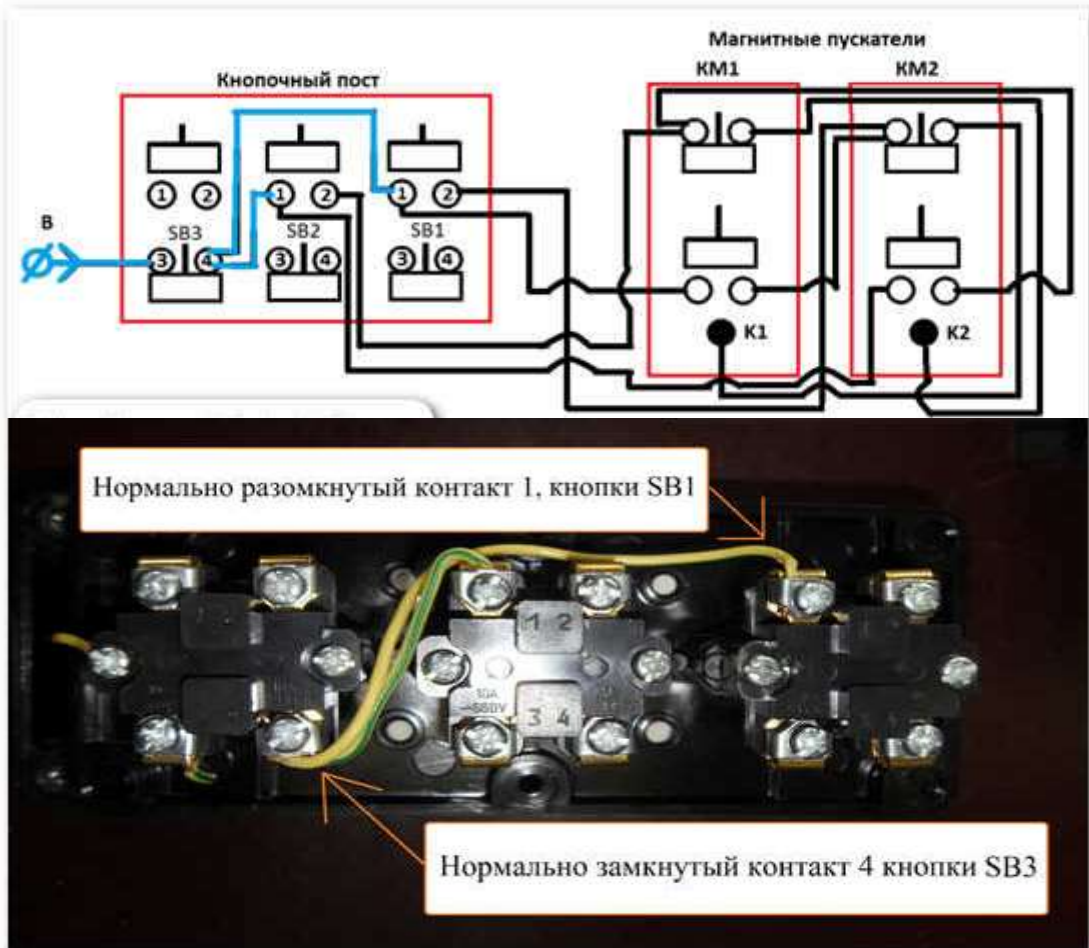 Магнитные пускатели
КМ1 КМ2
Кнопочный пост
В
1 2 1 2 1 2
SB3 SB2 SB1
3 4 3 4 3 4
К1 К2
Нормально разомкнутый контакт 1, кнопки SB1
1 2
10A
~660V
3 4
Нормально замкнутый контакт 4 кнопки SB3